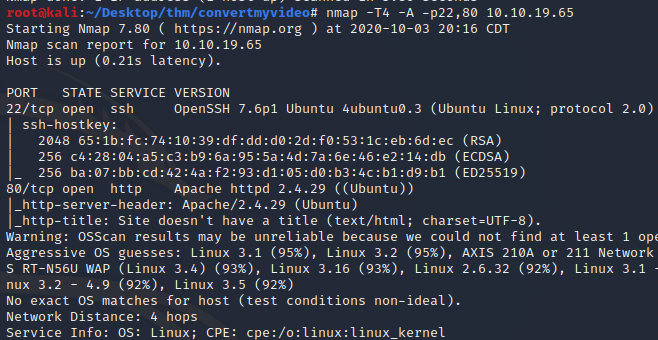 root@kali:~/Desktop/thm/convertmyvideo# nmap -T4 -A -p22,80 10.10.19.65
Starting Nmap 7.80 ( https://nmap.org ) at 2020-10-03 20:16 CDT
Nmap scan report for 10.10.19.65
Host is up (0.21s latency).
PORT   STATE SERVICE VERSION
22/tcp open  ssh     OpenSSH 7.6p1 Ubuntu 4ubuntu0.3 (Ubuntu Linux; protocol 2.0)
| ssh-hostkey:
|   2048 65:1b:fc:74:10:39:df:dd:d0:2d:f0:53:1c:eb:6d:ec (RSA)
|   256 c4:28:04:a5:c3:b9:6a:95:5a:4d:7a:6e:46:e2:14:db (ECDSA)
|_  256 ba:07:bb:cd:42:4a:f2:93:d1:05:d0:b3:4c:b1:d9:b1 (ED25519)
80/tcp open  http    Apache httpd 2.4.29 ((Ubuntu))
|_http-server-header: Apache/2.4.29 (Ubuntu)
|_http-title: Site doesn't have a title (text/html; charset=UTF-8).
Warning: OSScan results may be unreliable because we could not find at least 1 ope
Aggressive OS guesses: Linux 3.1 (95%), Linux 3.2 (95%), AXIS 210A or 211 Network
S RT-N56U WAP (Linux 3.4) (93%), Linux 3.16 (93%), Linux 2.6.32 (92%), Linux 3.1 -
nux 3.2 - 4.9 (92%), Linux 3.5 (92%)
No exact OS matches for host (test conditions non-ideal).
Network Distance: 4 hops
Service Info: OS: Linux; CPE: cpe:/o:linux:linux_kernel